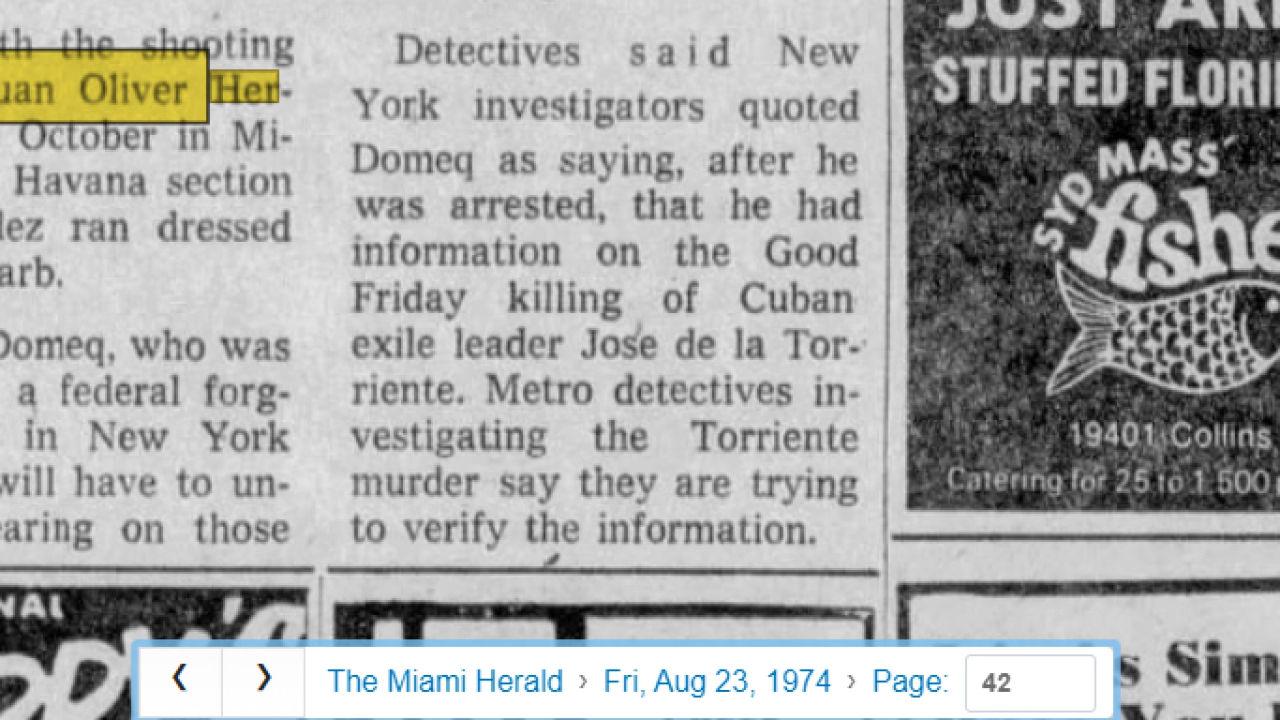 th the shooting
uan Oliver Her-
October in Mi-
Havana section
dez ran dressed
arb.
Domeq, who was
a federal forg-
in New York
will have to un-
earing on those
Detectives said New
York investigators quoted
Domeq as saying, after he
was arrested, that he had
information on the Good
Friday killing of Cuban
exile leader Jose de la Tor-
riente. Metro detectives in-
vestigating the Torriente
murder say they are trying
to verify the information.
JUST AR
STUFFED FLORI
SYD MASS'
fishe
19401 Collins
Catering for 25 to 1 500
NAL
s Sim
The Miami Herald › Fri, Aug 23, 1974 › Page: 42